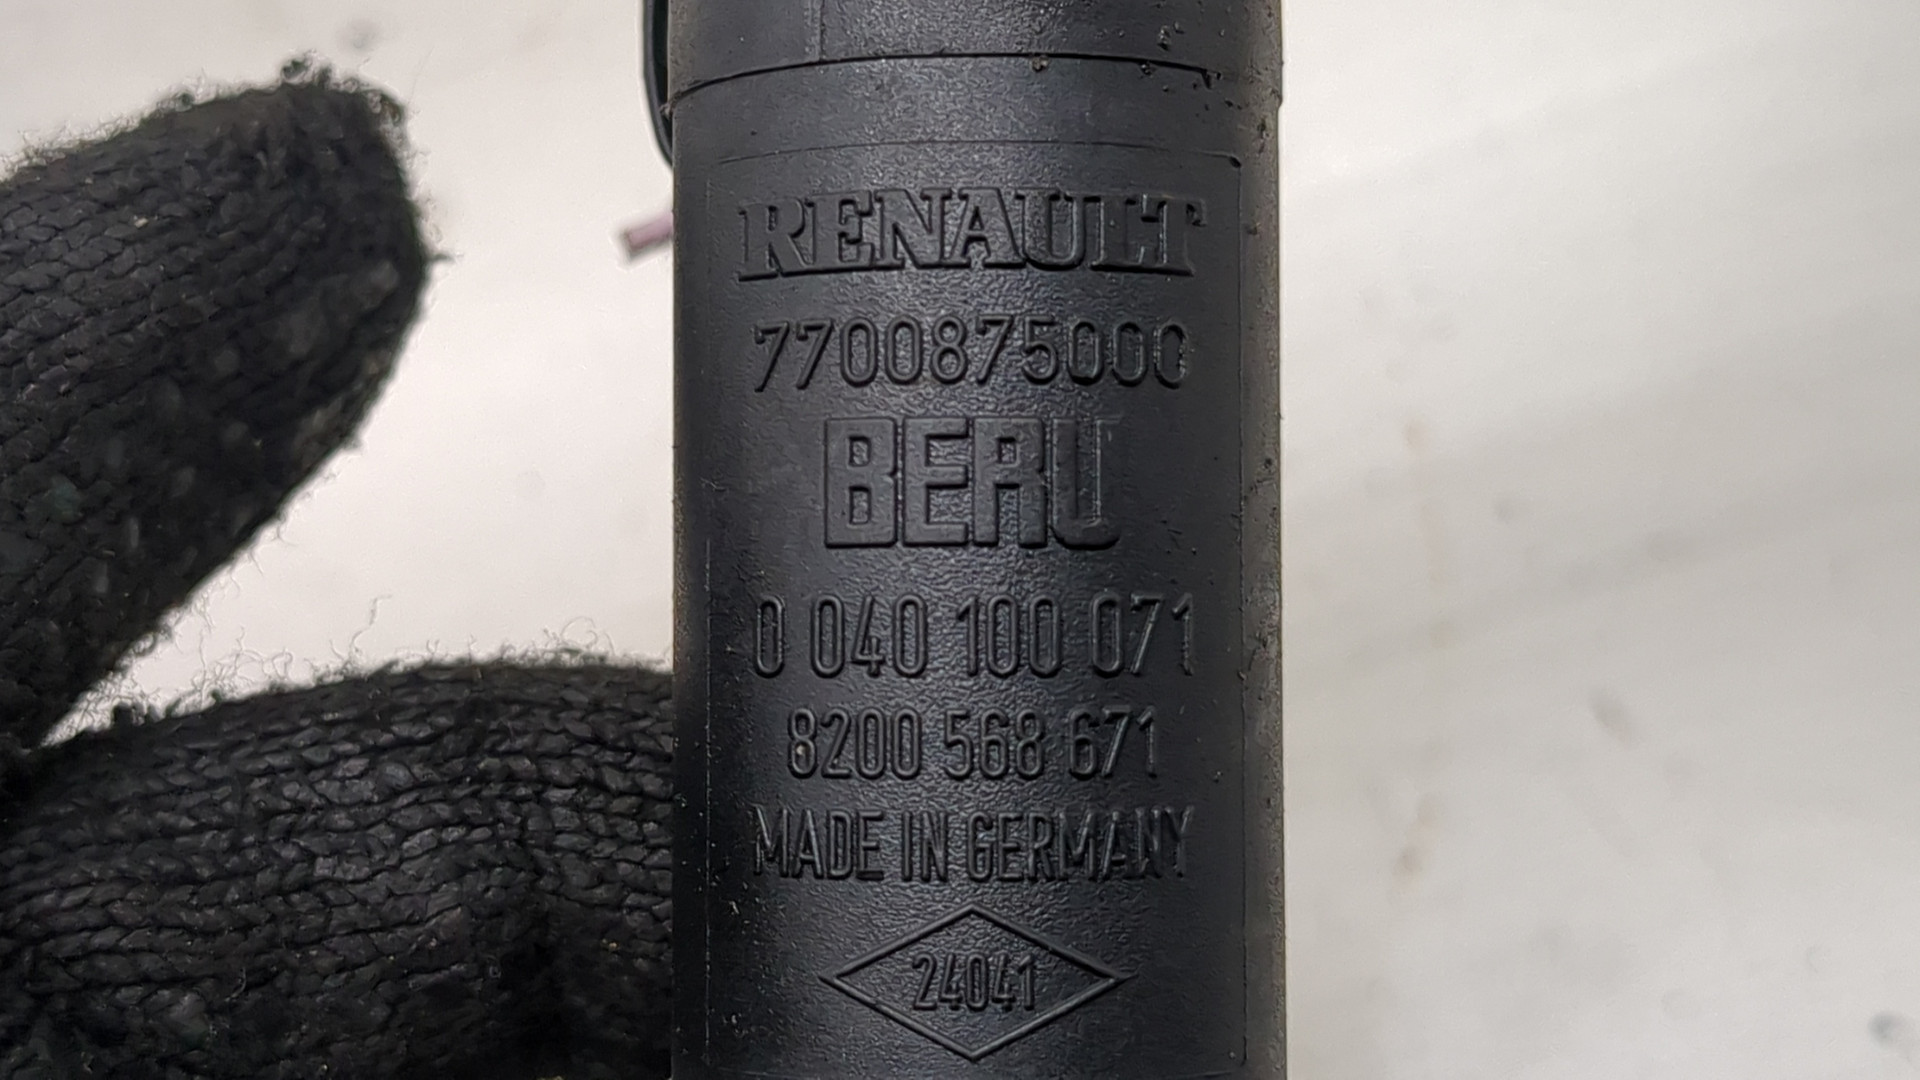 RENAULT
7700875000
BERU
0 040 100 071
8200 568 671
MADE IN GERMANY
24041